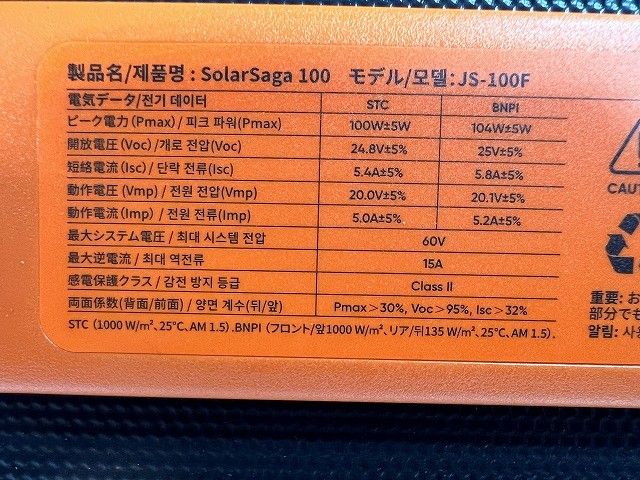 製品名/제품명 : SolarSaga 100 モデル/모델: JS-100F
電気データ/전기 데이터 STC BNPI
ピーク電力 (Pmax) / 피크 파워(Pmax) 100W±5W 104W±5W
開放電圧 (Voc) /개로 전압(Voc) 24.8V±5% 25V±5%
短絡電流 (Isc) / 단락 전류(Isc) 5.4A±5% 5.8A±5%
動作電圧 (Vmp) / 전원 전압(Vmp) 20.0V±5% 20.1V±5%
動作電流 (Imp) / 전원 전류(Imp) 5.0A±5% 5.2A±5%
最大システム電圧 / 최대 시스템 전압 60V
最大逆電流 / 최대 역전류 15A
感電保護クラス / 감전 방지 등급 Class II
両面係数(背面/前面) / 양면 계수(뒤/앞) Pmax>30%, Voc>95%, Isc>32%
STC (1000 W/m², 25°C, AM 1.5) .BNPI (フロント/앞1000 W/m², リア/뒤135 W/m², 25°C, AM 1.5) .
CAU
重要: お
部分でも
알림: 사용